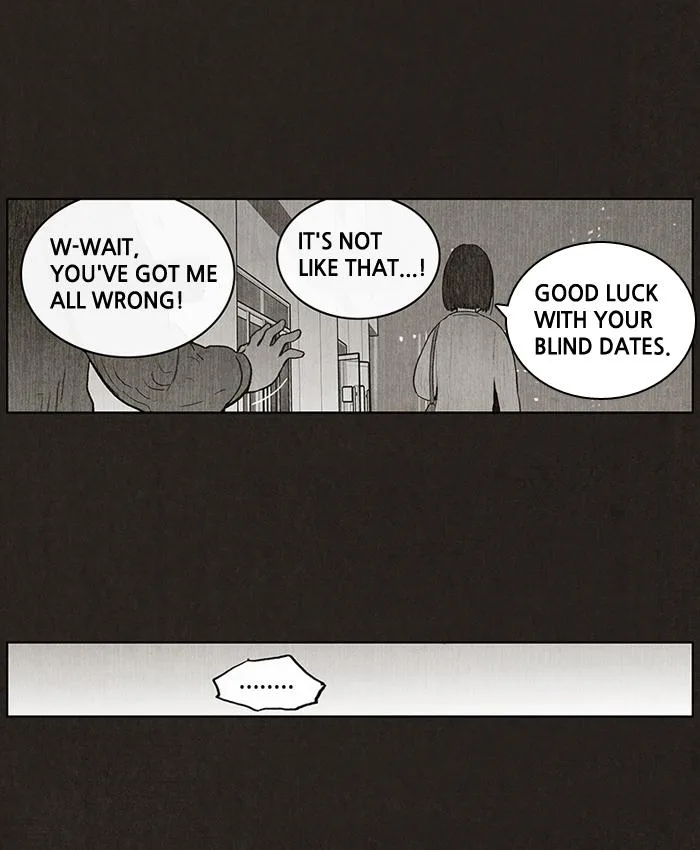 W-WAIT,
YOU'VE GOT ME
ALL WRONG!
IT'S NOT
LIKE THAT...!
GOOD LUCK
WITH YOUR
BLIND DATES.
........